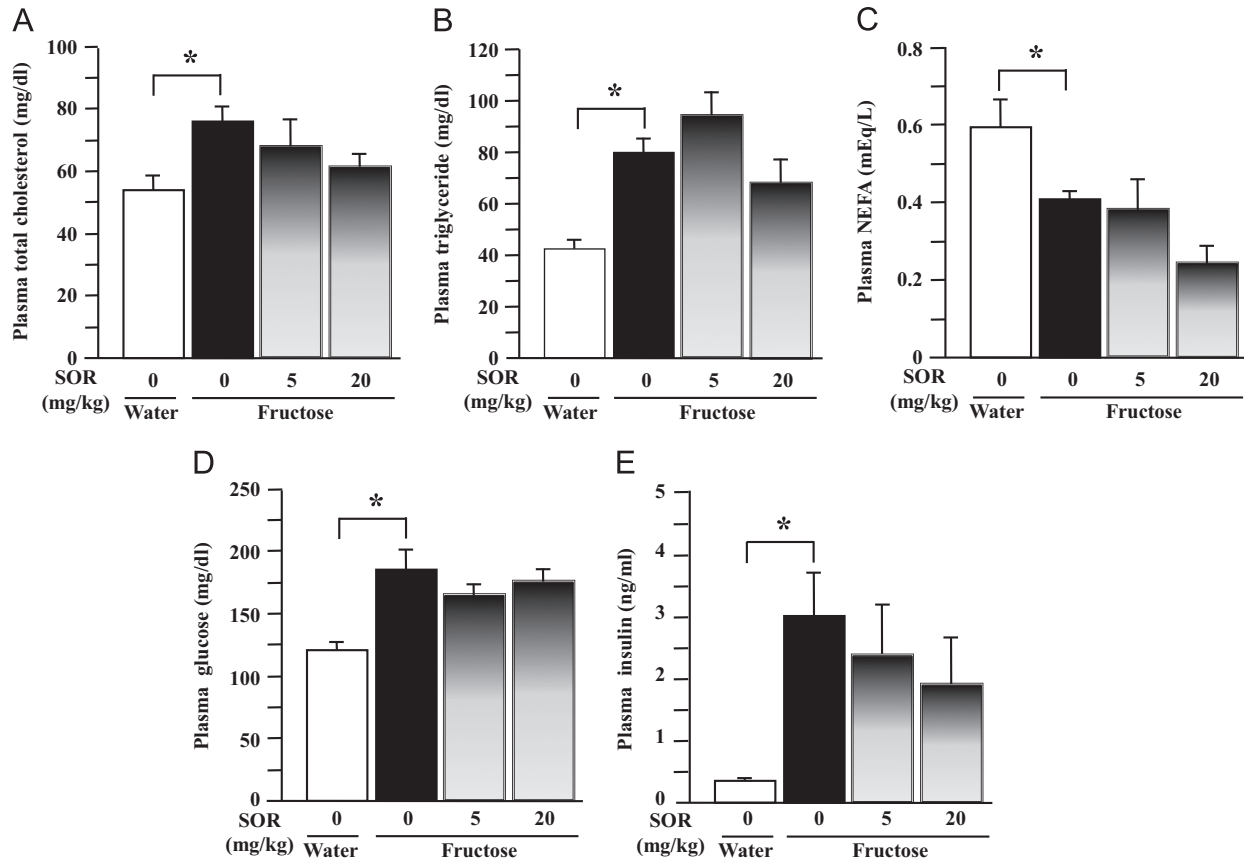 A
Plasma total cholesterol (mg/dl)
100
80
60
40
20
0
*
SOR
(mg/kg)
0 0 5 20
Water Fructose
B
Plasma triglyceride (mg/dl)
120
100
80
60
40
20
0
*
SOR
(mg/kg)
0 0 5 20
Water Fructose
C
Plasma NEFA (mEq/L)
0.8
0.6
0.4
0.2
0
*
SOR
(mg/kg)
0 0 5 20
Water Fructose
D
Plasma glucose (mg/dl)
250
200
150
100
50
0
*
SOR
(mg/kg)
0 0 5 20
Water Fructose
E
Plasma insulin (ng/ml)
5
4
3
2
1
0
*
SOR
(mg/kg)
0 0 5 20
Water Fructose